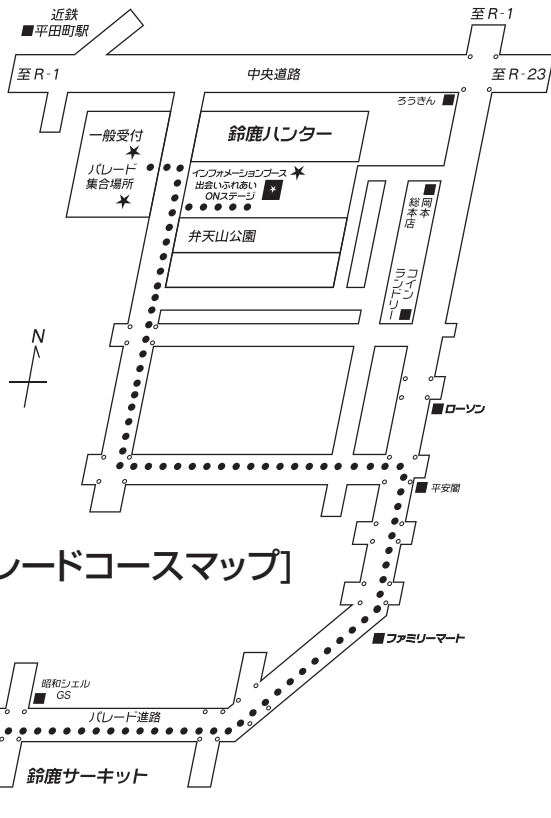 近鉄
■平田町駅
至R-1
至R-1
中央道路
至R-23
ろうきん
一般受付
鈴鹿ハンター
パレード
集合場所
インフォメーションブース
出会いふれあい
ONステージ
弁天山公園
岡本
総本店
コイン
ランドリー
N
ローソン
平安閣
レードコースマップ]
ファミリーマート
昭和シェル
GS
パレード進路
鈴鹿サーキット